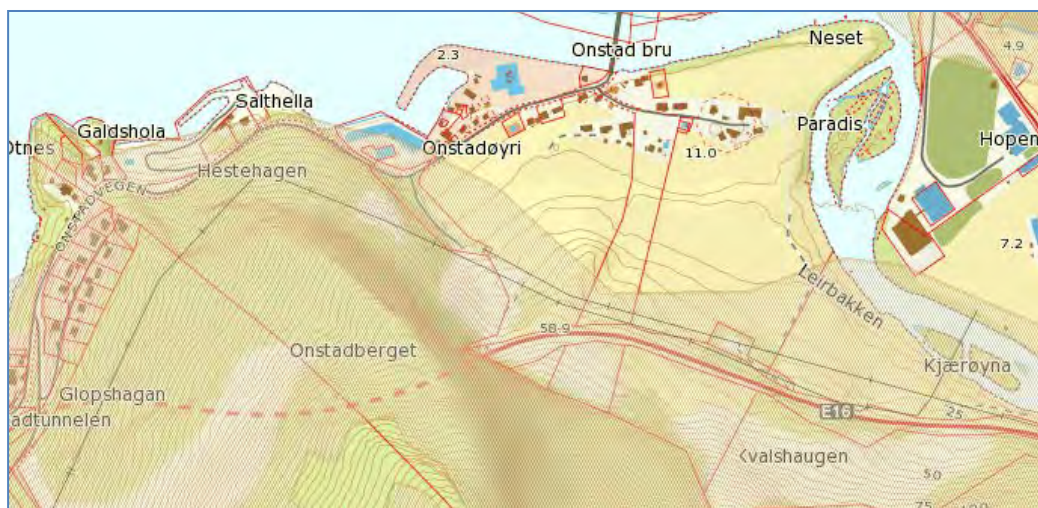 Neset
Onstad bru
4.9
2.3
Salthella
Paradis
Galdshola
Otnes
Hopen
Onstadøyri
11.0
Hestehagen
ONSTADVEGEN
7.2
Leirbakken
58.9
Onstadberget
Kjærøyna
Glopshagan
adtunnelen
E16
25
Kvalshaugen
50
75